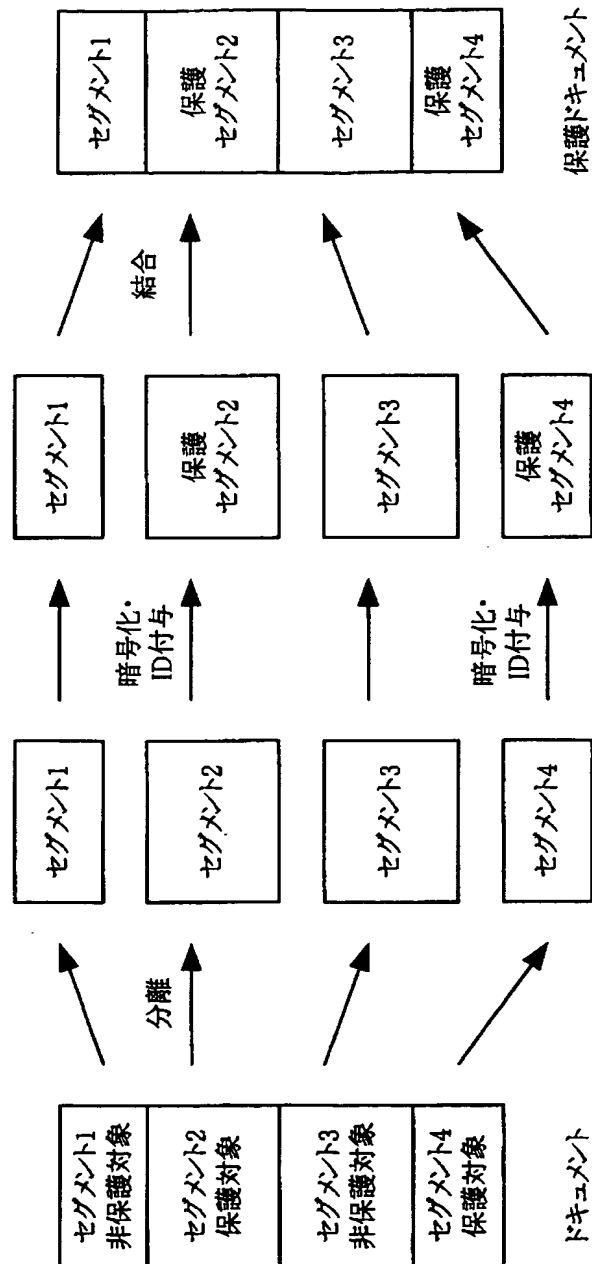 セグメント1
非保護対象
セグメント2
保護対象
セグメント3
非保護対象
セグメント4
保護対象
ドキュメント
分離
セグメント1
セグメント2
セグメント3
セグメント4
暗号化・
ID付与
暗号化・
ID付与
セグメント1
保護
セグメント2
セグメント3
保護
セグメント4
結合
セグメント1
保護
セグメント2
セグメント3
保護
セグメント4
保護ドキュメント